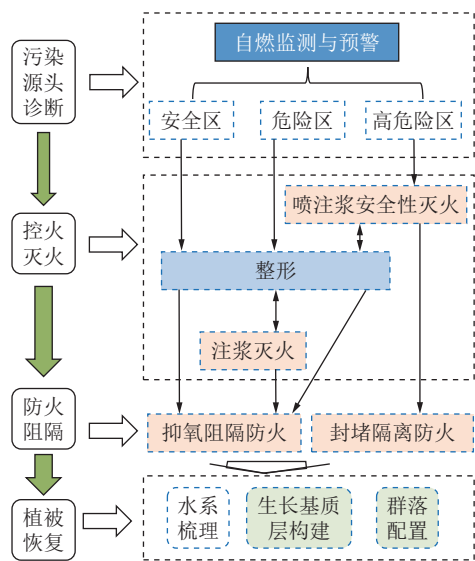 污染
源头
诊断
自燃监测与预警
安全区
危险区
高危险区
控火
灭火
喷注浆安全性灭火
整形
注浆灭火
防火
阻隔
抑氧阻隔防火
封堵隔离防火
植被
恢复
水系
梳理
生长基质
层构建
群落
配置